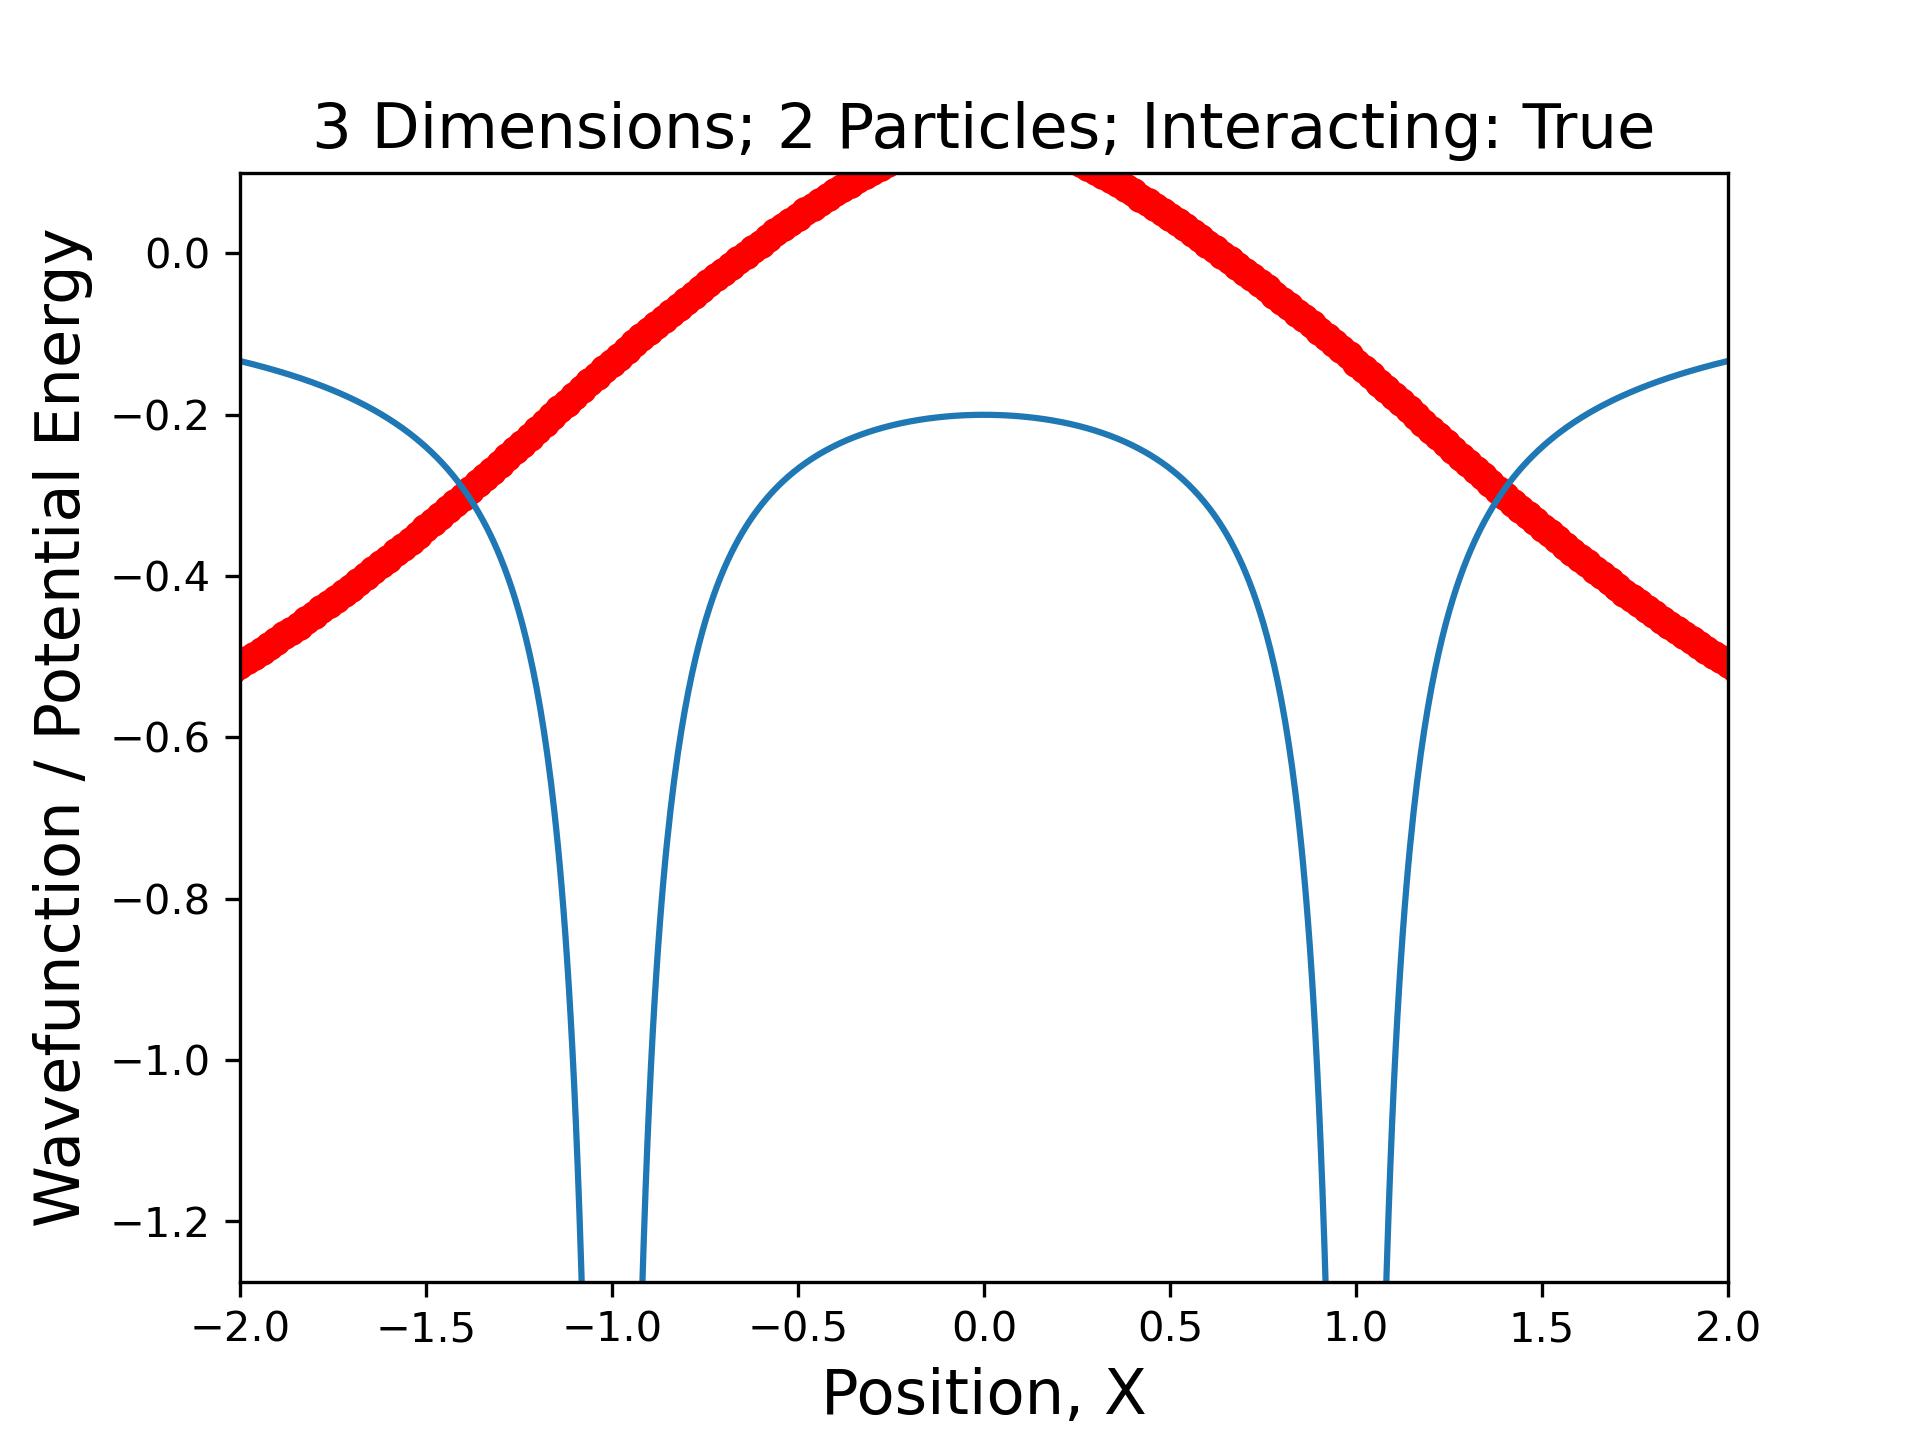 3 Dimensions; 2 Particles; Interacting: True
Wavefunction / Potential Energy
0.0
−0.2
−0.4
−0.6
−0.8
−1.0
−1.2
−2.0 −1.5 −1.0 −0.5 0.0 0.5 1.0 1.5 2.0
Position, X